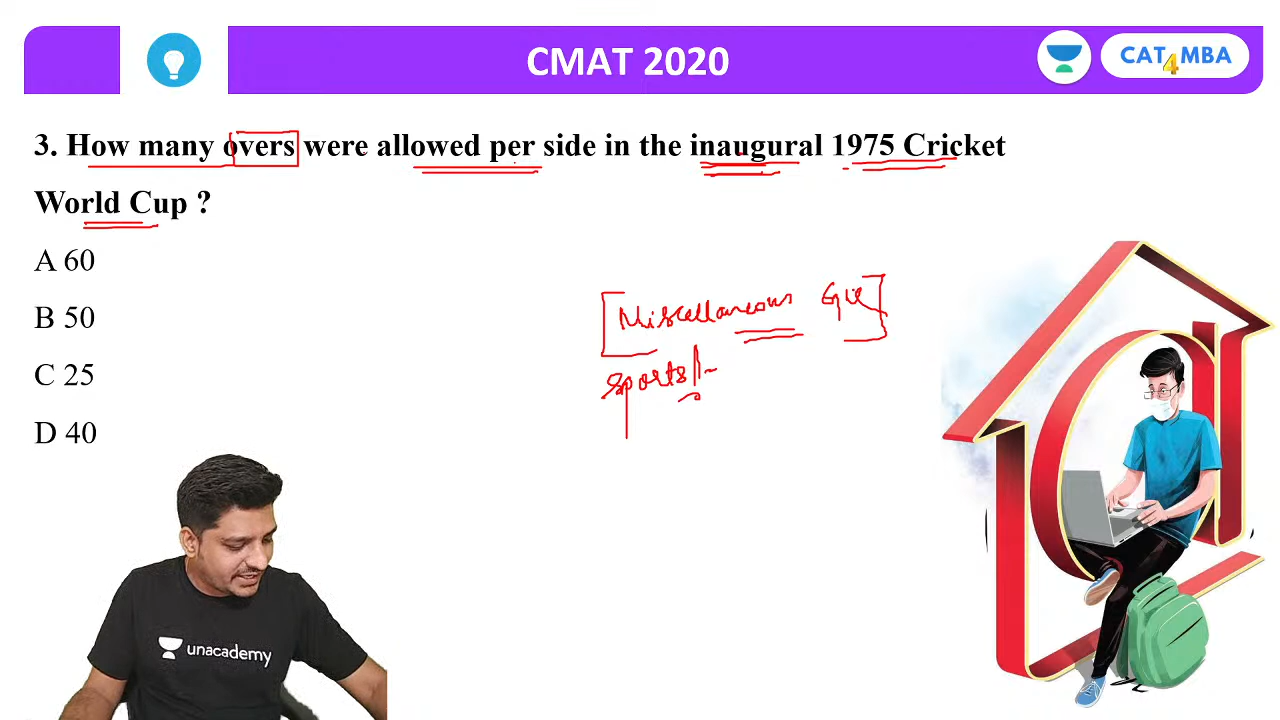 CMAT 2020
CAT4MBA
3. How many overs were allowed per side in the inaugural 1975 Cricket
World Cup ?
A 60
B 50
C 25
D 40
Miscellaneous
sports
unacademy